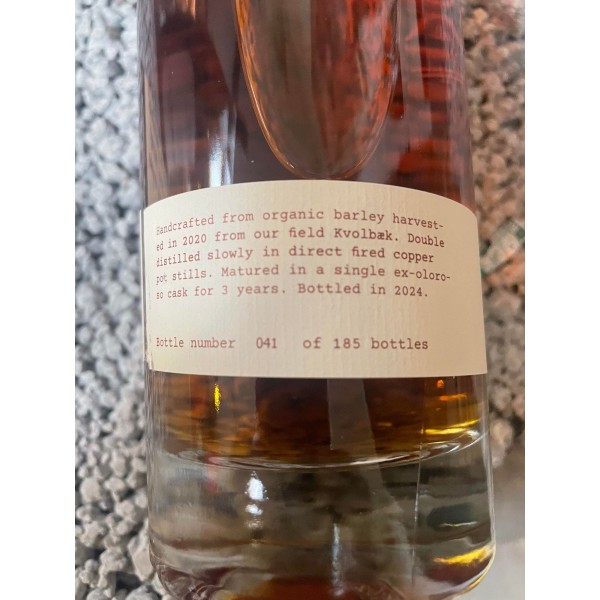 Handcrafted from organic barley harvest-
ed in 2020 from our field Kvolbæk. Double
distilled slowly in direct fired copper
pot stills. Matured in a single ex-oloro-
so cask for 3 years. Bottled in 2024.
Bottle number 041 of 185 bottles